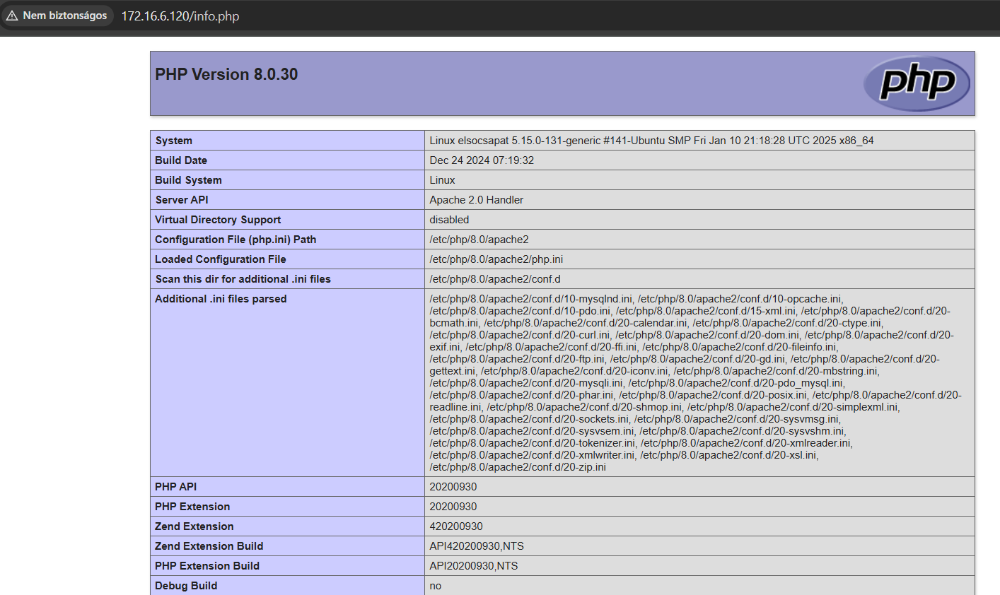 Nem biztonságos 172.16.6.120/info.php
PHP Version 8.0.30
php
System Linux elsocsapat 5.15.0-131-generic #141-Ubuntu SMP Fri Jan 10 21:18:28 UTC 2025 x86_64
Build Date Dec 24 2024 07:19:32
Build System Linux
Server API Apache 2.0 Handler
Virtual Directory Support disabled
Configuration File (php.ini) Path /etc/php/8.0/apache2
Loaded Configuration File /etc/php/8.0/apache2/php.ini
Scan this dir for additional .ini files /etc/php/8.0/apache2/conf.d
Additional .ini files parsed /etc/php/8.0/apache2/conf.d/10-mysqlnd.ini, /etc/php/8.0/apache2/conf.d/10-opcache.ini,
/etc/php/8.0/apache2/conf.d/10-pdo.ini, /etc/php/8.0/apache2/conf.d/15-xml.ini, /etc/php/8.0/apache2/conf.d/20-
bcmath.ini, /etc/php/8.0/apache2/conf.d/20-calendar.ini, /etc/php/8.0/apache2/conf.d/20-ctype.ini,
/etc/php/8.0/apache2/conf.d/20-curl.ini, /etc/php/8.0/apache2/conf.d/20-dom.ini, /etc/php/8.0/apache2/conf.d/20-
exif.ini, /etc/php/8.0/apache2/conf.d/20-ffi.ini, /etc/php/8.0/apache2/conf.d/20-fileinfo.ini,
/etc/php/8.0/apache2/conf.d/20-ftp.ini, /etc/php/8.0/apache2/conf.d/20-gd.ini, /etc/php/8.0/apache2/conf.d/20-
gettext.ini, /etc/php/8.0/apache2/conf.d/20-iconv.ini, /etc/php/8.0/apache2/conf.d/20-mbstring.ini,
/etc/php/8.0/apache2/conf.d/20-mysqli.ini, /etc/php/8.0/apache2/conf.d/20-pdo_mysql.ini,
/etc/php/8.0/apache2/conf.d/20-phar.ini, /etc/php/8.0/apache2/conf.d/20-posix.ini, /etc/php/8.0/apache2/conf.d/20-
readline.ini, /etc/php/8.0/apache2/conf.d/20-shmop.ini, /etc/php/8.0/apache2/conf.d/20-simplexml.ini,
/etc/php/8.0/apache2/conf.d/20-sockets.ini, /etc/php/8.0/apache2/conf.d/20-sysvmsg.ini,
/etc/php/8.0/apache2/conf.d/20-sysvsem.ini, /etc/php/8.0/apache2/conf.d/20-sysvshm.ini,
/etc/php/8.0/apache2/conf.d/20-tokenizer.ini, /etc/php/8.0/apache2/conf.d/20-xmlreader.ini,
/etc/php/8.0/apache2/conf.d/20-xmlwriter.ini, /etc/php/8.0/apache2/conf.d/20-xsl.ini,
/etc/php/8.0/apache2/conf.d/20-zip.ini
PHP API 20200930
PHP Extension 20200930
Zend Extension 420200930
Zend Extension Build API420200930,NTS
PHP Extension Build API20200930,NTS
Debug Build no